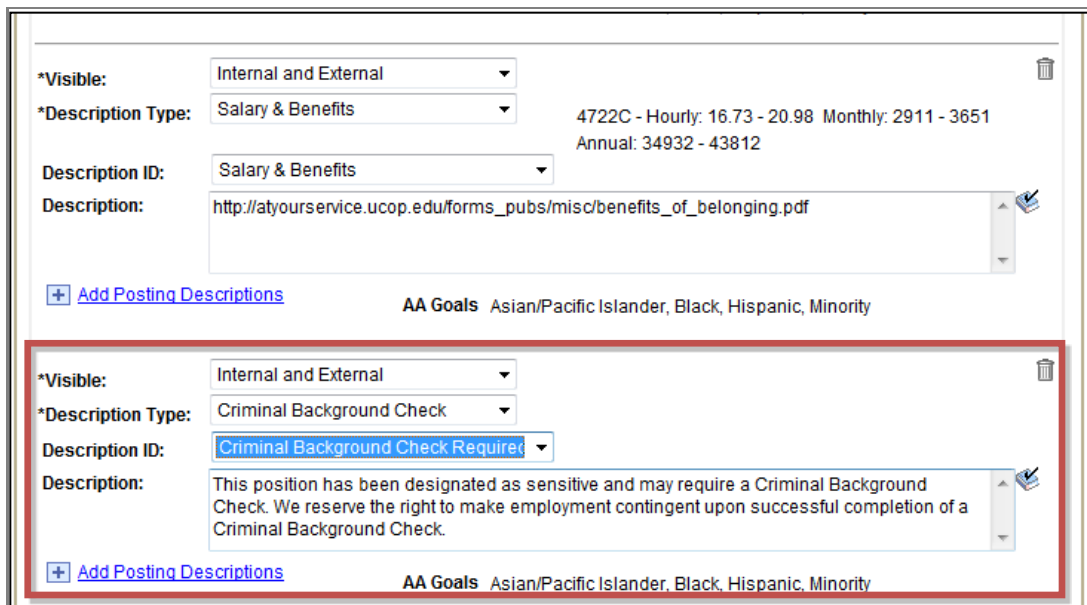 *Visible: Internal and External
*Description Type: Salary & Benefits
4722C - Hourly: 16.73 - 20.98 Monthly: 2911 - 3651
Annual: 34932 - 43812
Description ID: Salary & Benefits
Description: http://atyourservice.ucop.edu/forms_pubs/misc/benefits_of_belonging.pdf
Add Posting Descriptions
AA Goals Asian/Pacific Islander, Black, Hispanic, Minority
*Visible: Internal and External
*Description Type: Criminal Background Check
Description ID: Criminal Background Check Required
Description: This position has been designated as sensitive and may require a Criminal Background
Check. We reserve the right to make employment contingent upon successful completion of a
Criminal Background Check.
Add Posting Descriptions
AA Goals Asian/Pacific Islander, Black, Hispanic, Minority